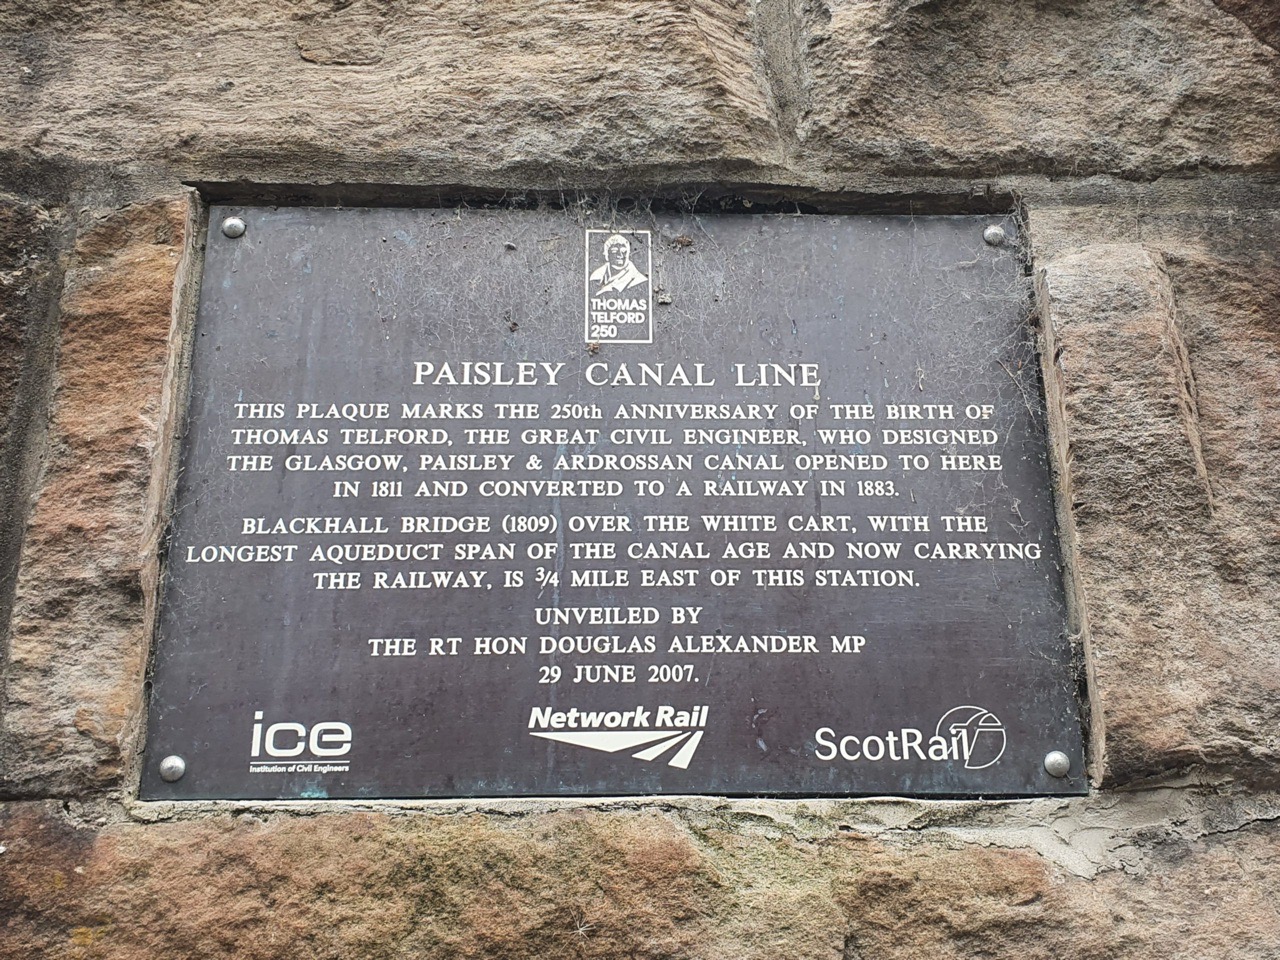 THOMAS
TELFORD
250
PAISLEY CANAL LINE
THIS PLAQUE MARKS THE 250th ANNIVERSARY OF THE BIRTH OF
THOMAS TELFORD, THE GREAT CIVIL ENGINEER, WHO DESIGNED
THE GLASGOW, PAISLEY & ARDROSSAN CANAL OPENED TO HERE
IN 1811 AND CONVERTED TO A RAILWAY IN 1883.
BLACKHALL BRIDGE (1809) OVER THE WHITE CART, WITH THE
LONGEST AQUEDUCT SPAN OF THE CANAL AGE AND NOW CARRYING
THE RAILWAY, IS 3/4 MILE EAST OF THIS STATION.
UNVEILED BY
THE RT HON DOUGLAS ALEXANDER MP
29 JUNE 2007.
ice
Institution of Civil Engineers
Network Rail
ScotRail